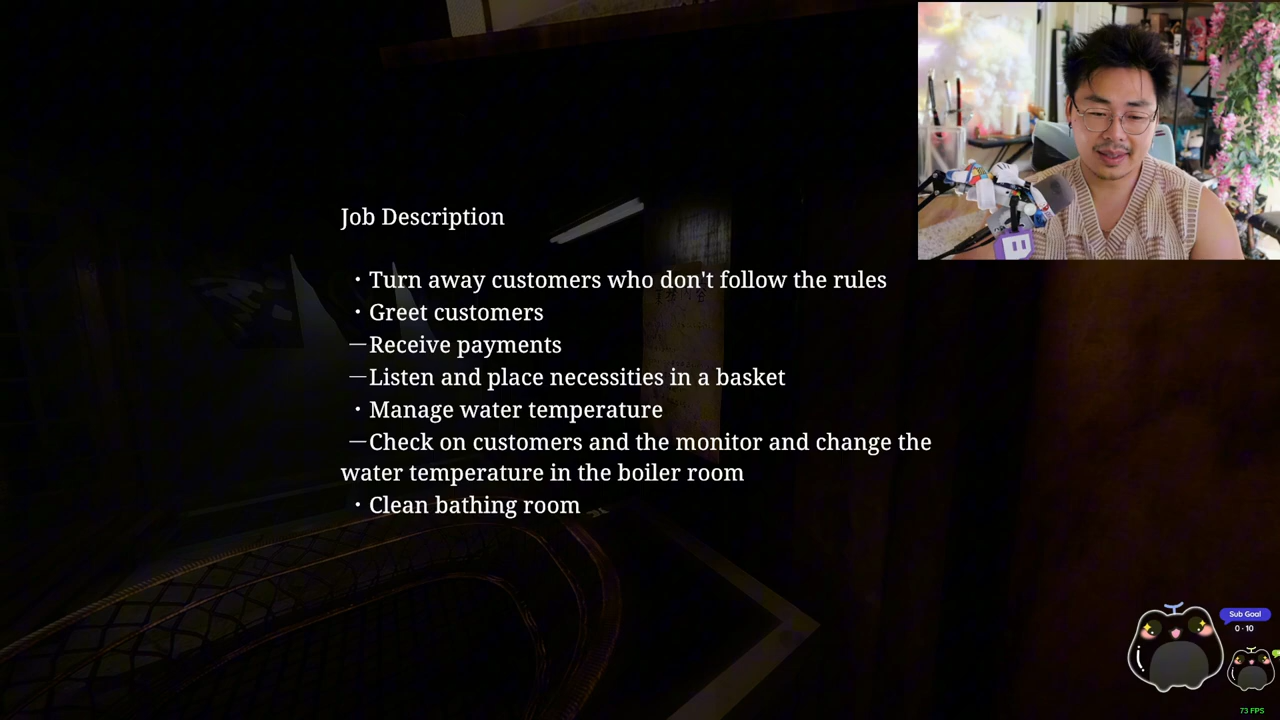 Job Description
・Turn away customers who don't follow the rules
・Greet customers
—Receive payments
—Listen and place necessities in a basket
・Manage water temperature
—Check on customers and the monitor and change the
water temperature in the boiler room
・Clean bathing room
Sub Goal
0 - 10
73 FPS